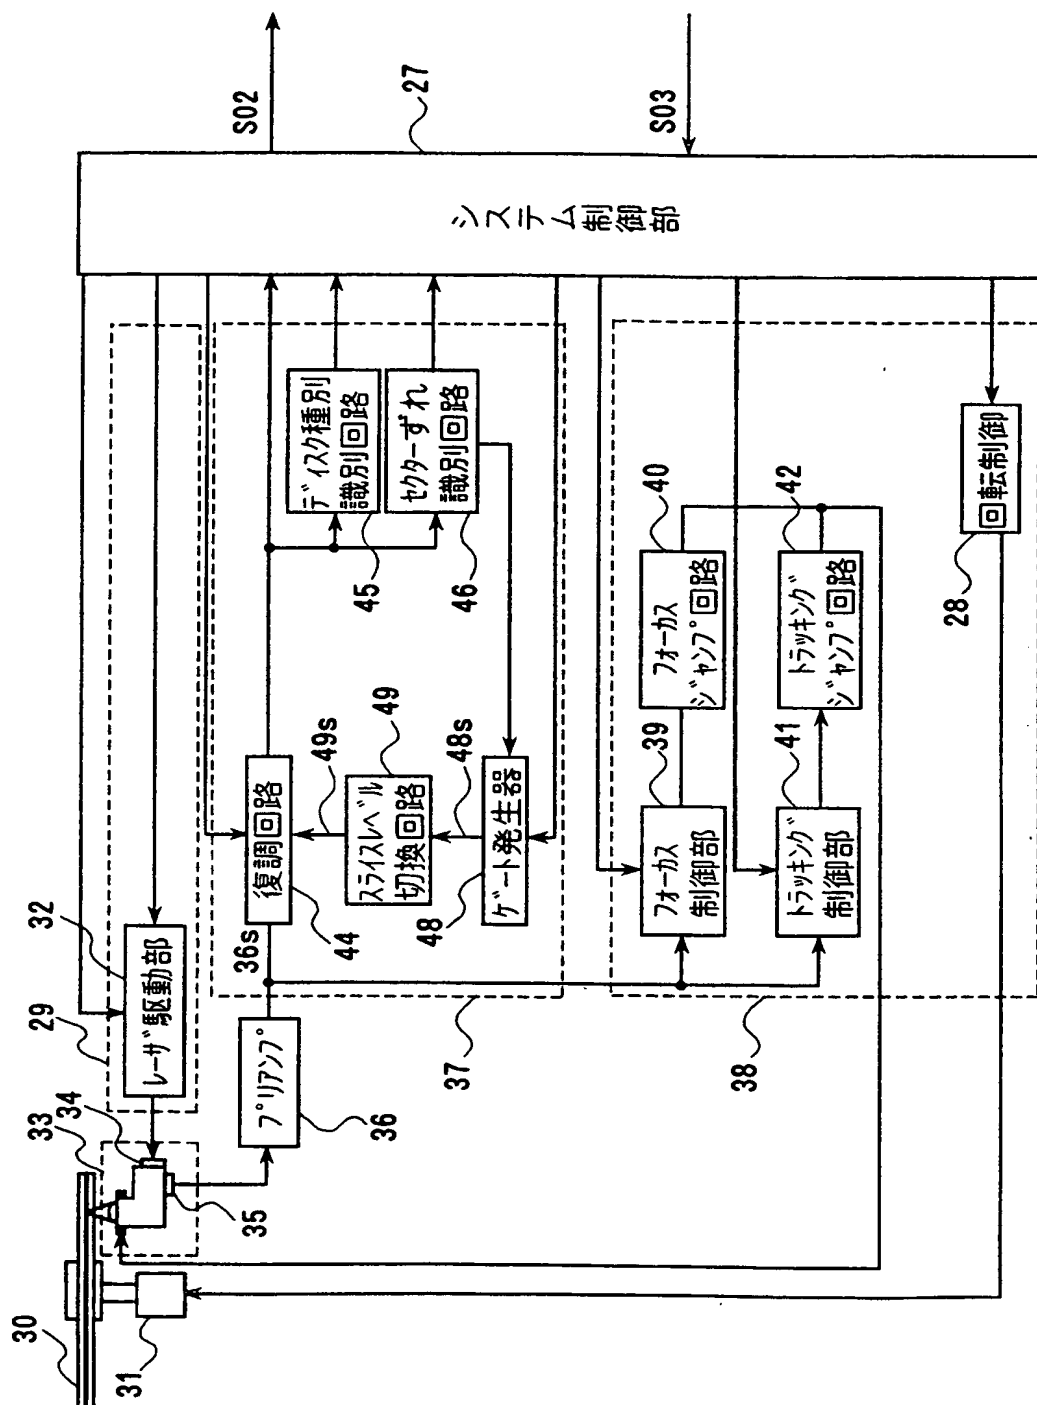 30
31
33
34
35
29
32
レーザ駆動部
プリアンプ
36
36s
復調回路
44
49s
スライスレベル
切換回路
49
48s
ゲート発生器
48
37
ディスク種別
識別回路
45
セクターずれ
識別回路
46
フォーカス
制御部
39
フォーカス
ジャンプ回路
40
トラッキング
制御部
41
トラッキング
ジャンプ回路
42
38
回転制御
28
システム制御部
27
S02
S03